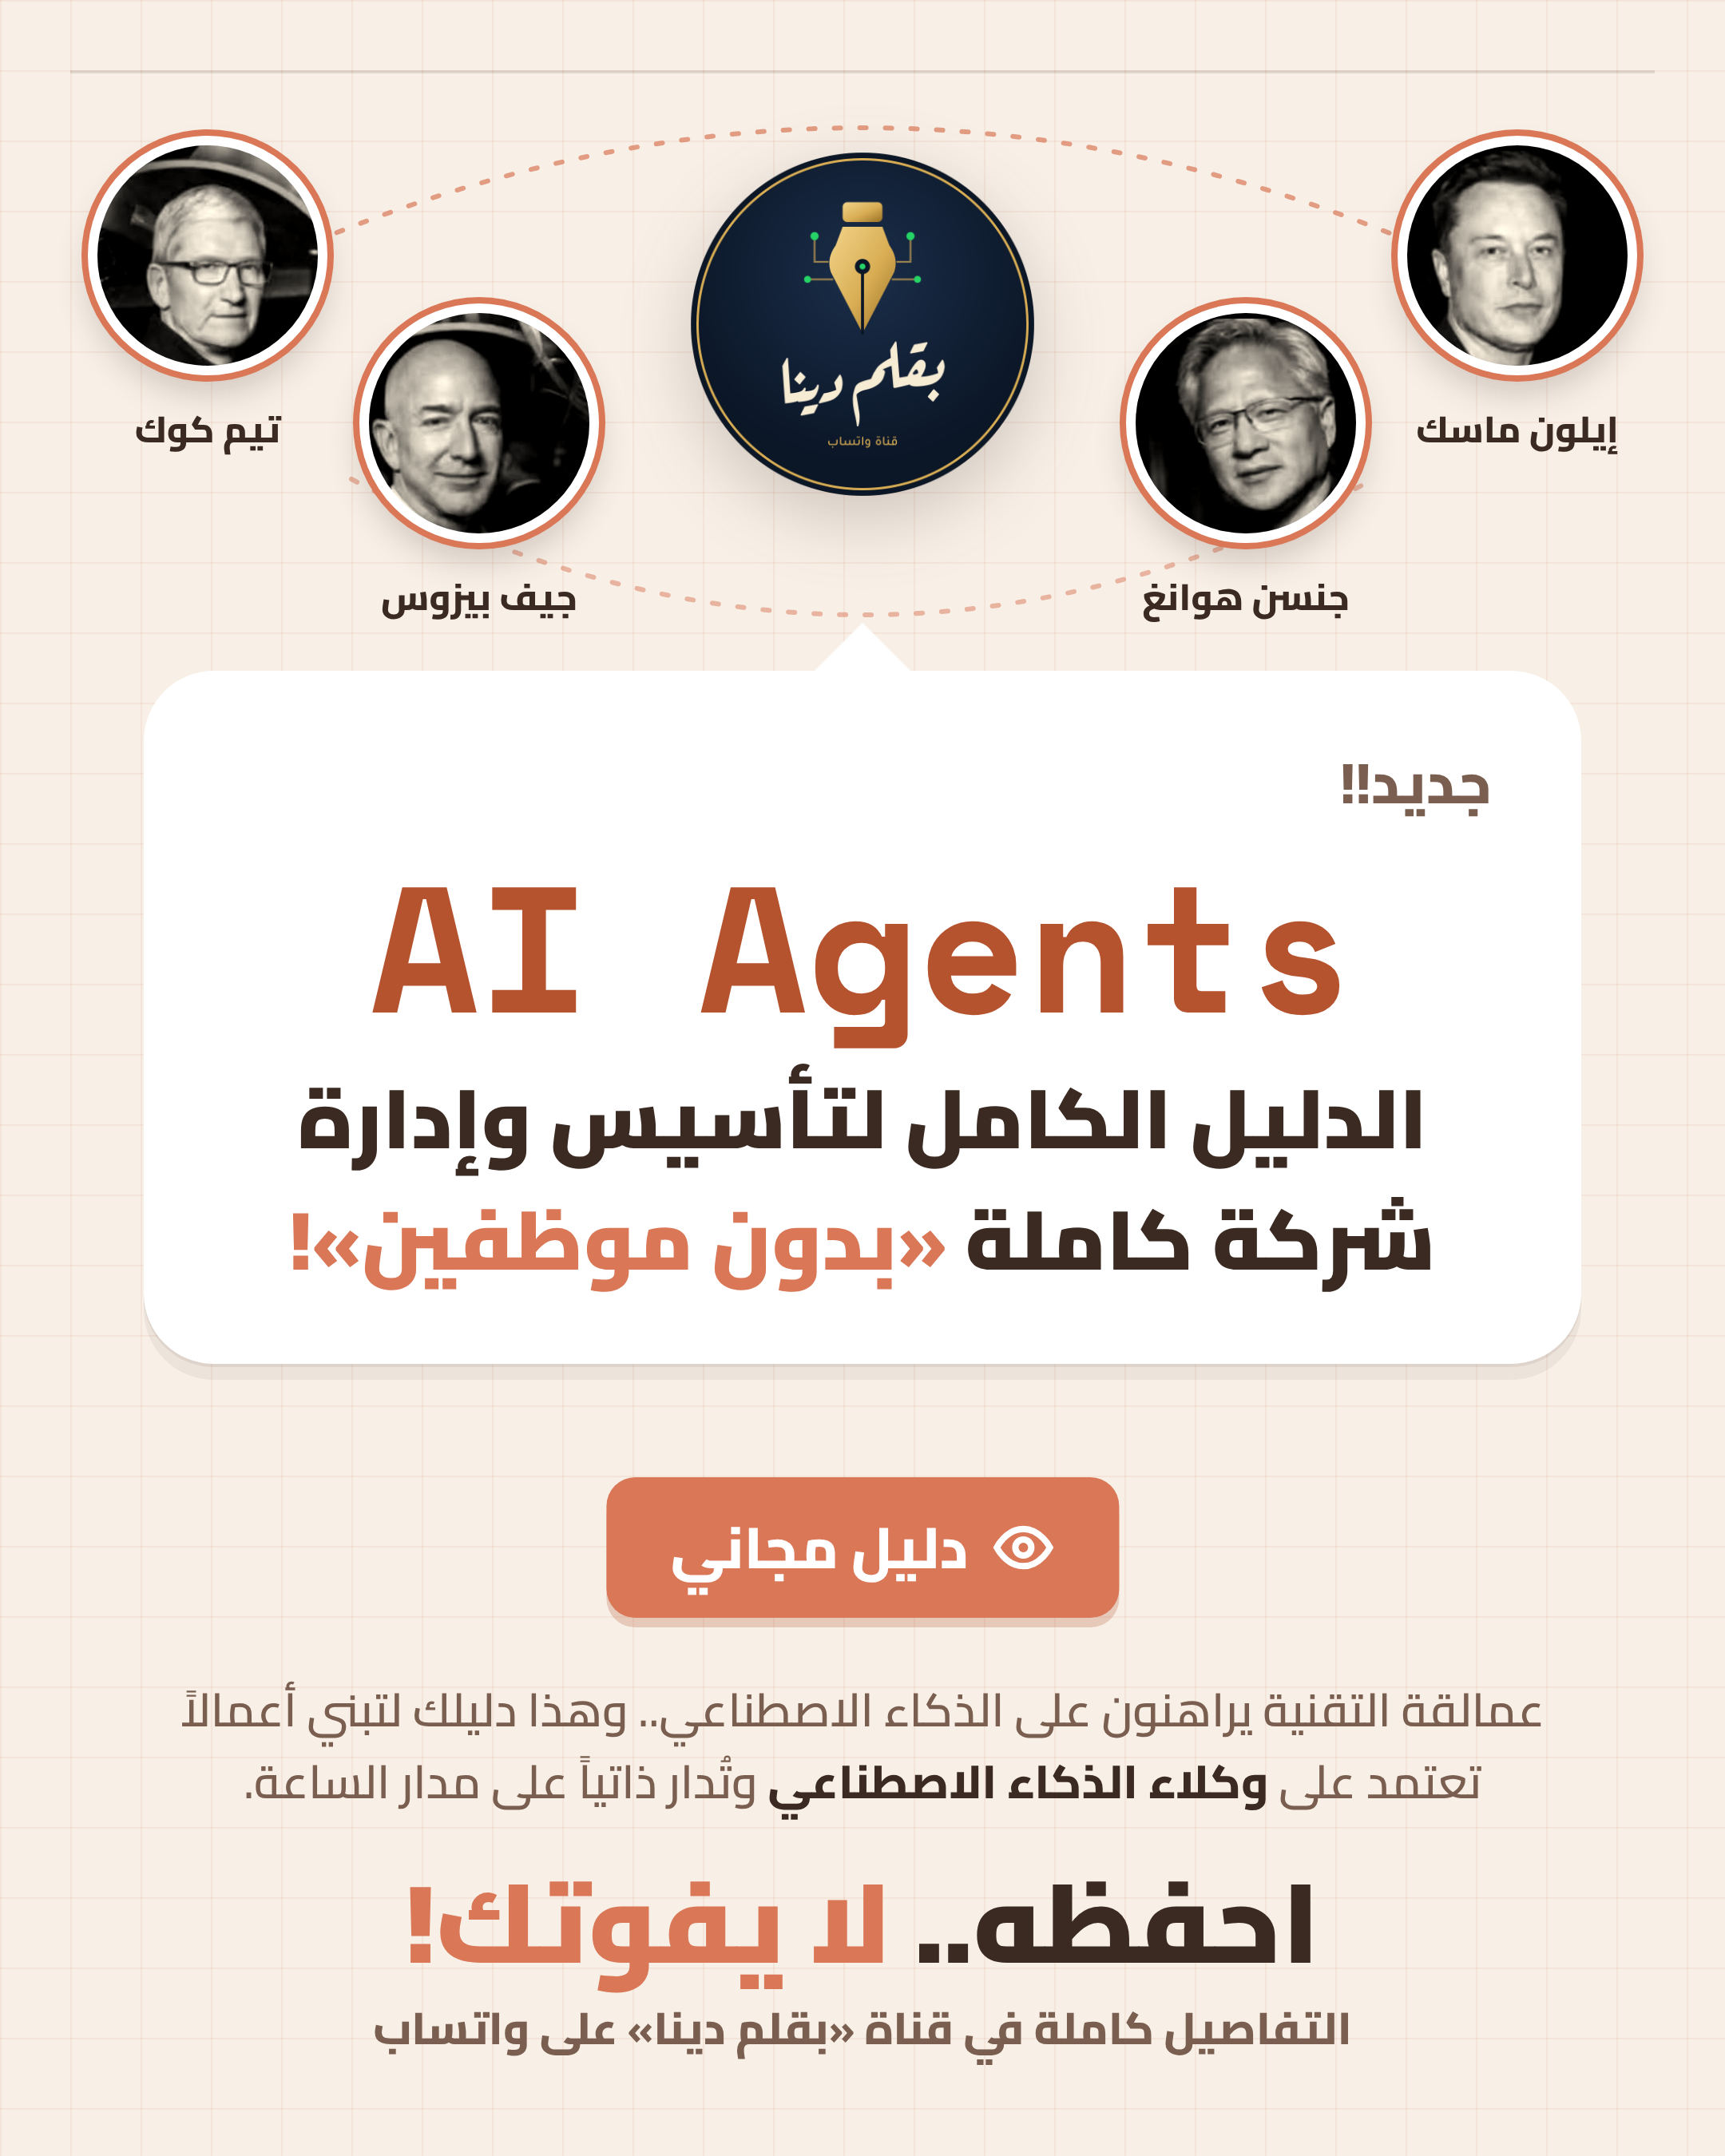 بقلم دينا
قناة واتساب
إيلون ماسك
تيم كوك
جنسن هوانغ
جيف بيزوس
جديد!!
AI Agents
الدليل الكامل لتأسيس وإدارة
شركة كاملة «بدون موظفين»!
دليل مجاني
عمالقة التقنية يراهنون على الذكاء الاصطناعي.. وهذا دليلك لتبني أعمالاً
تعتمد على وكلاء الذكاء الاصطناعي وتُدار ذاتياً على مدار الساعة.
احفظه.. لا يفوتك!
التفاصيل كاملة في قناة «بقلم دينا» على واتساب